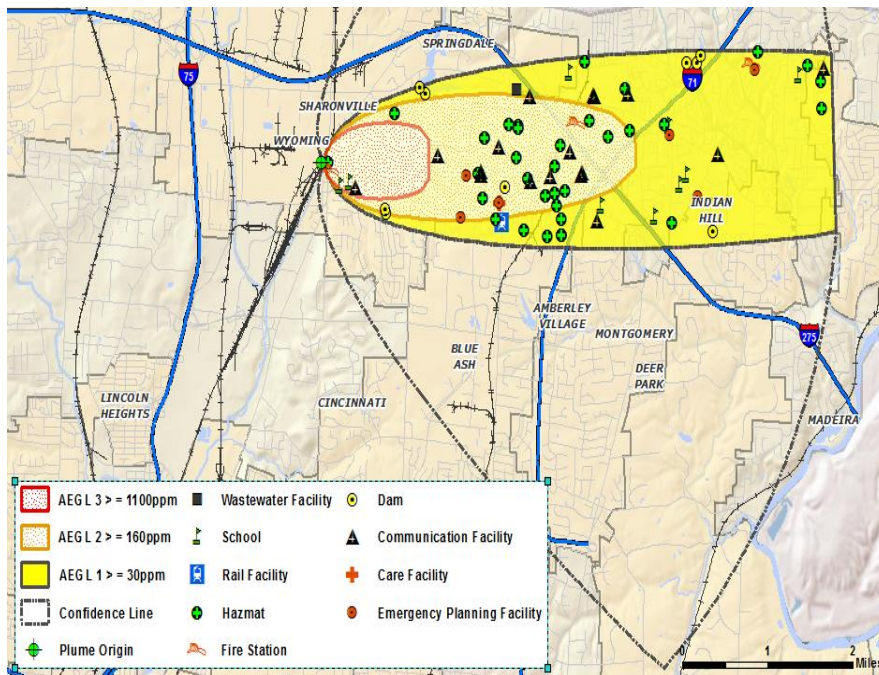 SPRINGDALE
75
71
SHARONVILLE
WYOMING
INDIAN
HILL
AMBERLEY
VILLAGE
MONTGOMERY
275
BLUE
ASH
DEER
PARK
LINCOLN
HEIGHTS
CINCINNATI
MADEIRA
AEGL 3 > = 1100ppm
Wastewater Facility
Dam
AEGL 2 > = 160ppm
School
Communication Facility
AEGL 1 > = 30ppm
Rail Facility
Care Facility
Confidence Line
Hazmat
Emergency Planning Facility
Plume Origin
Fire Station
0 1 2
Miles